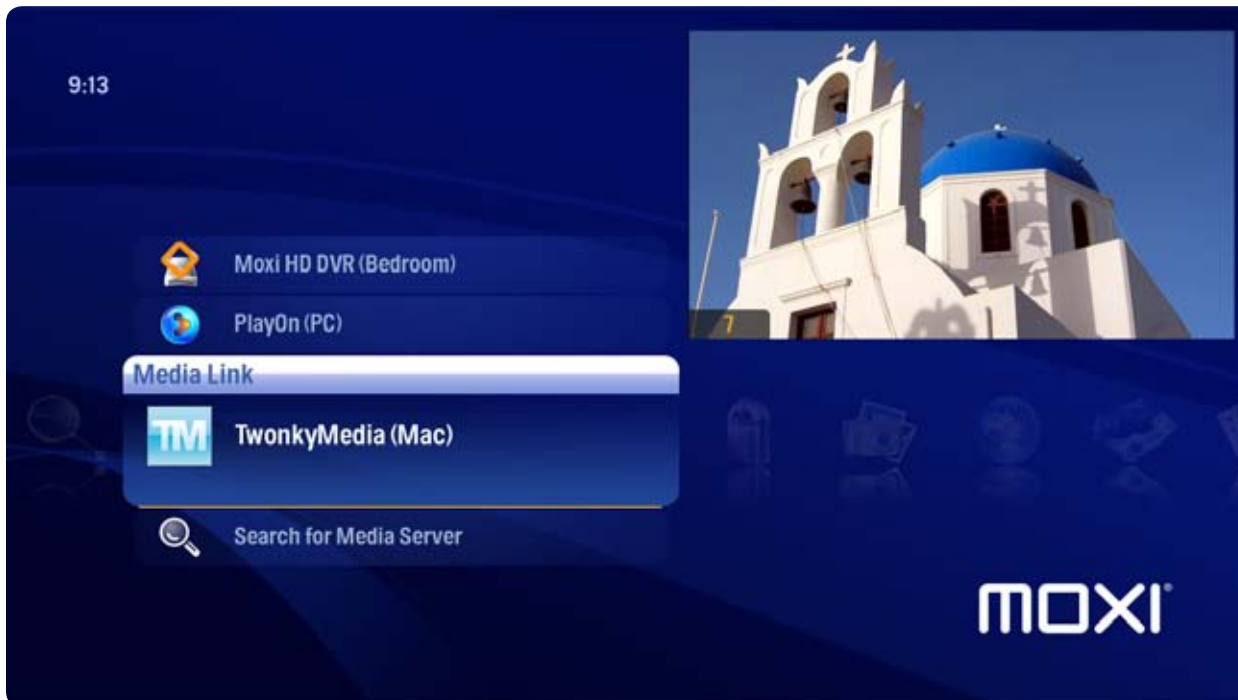 9:13
7
Moxi HD DVR (Bedroom)
PlayOn (PC)
Media Link
TM
TwonkyMedia (Mac)
Search for Media Server
MOXI®